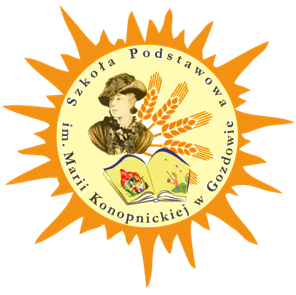 Szkoła Podstawowa
im. Marii Konopnickiej w Gozdowie